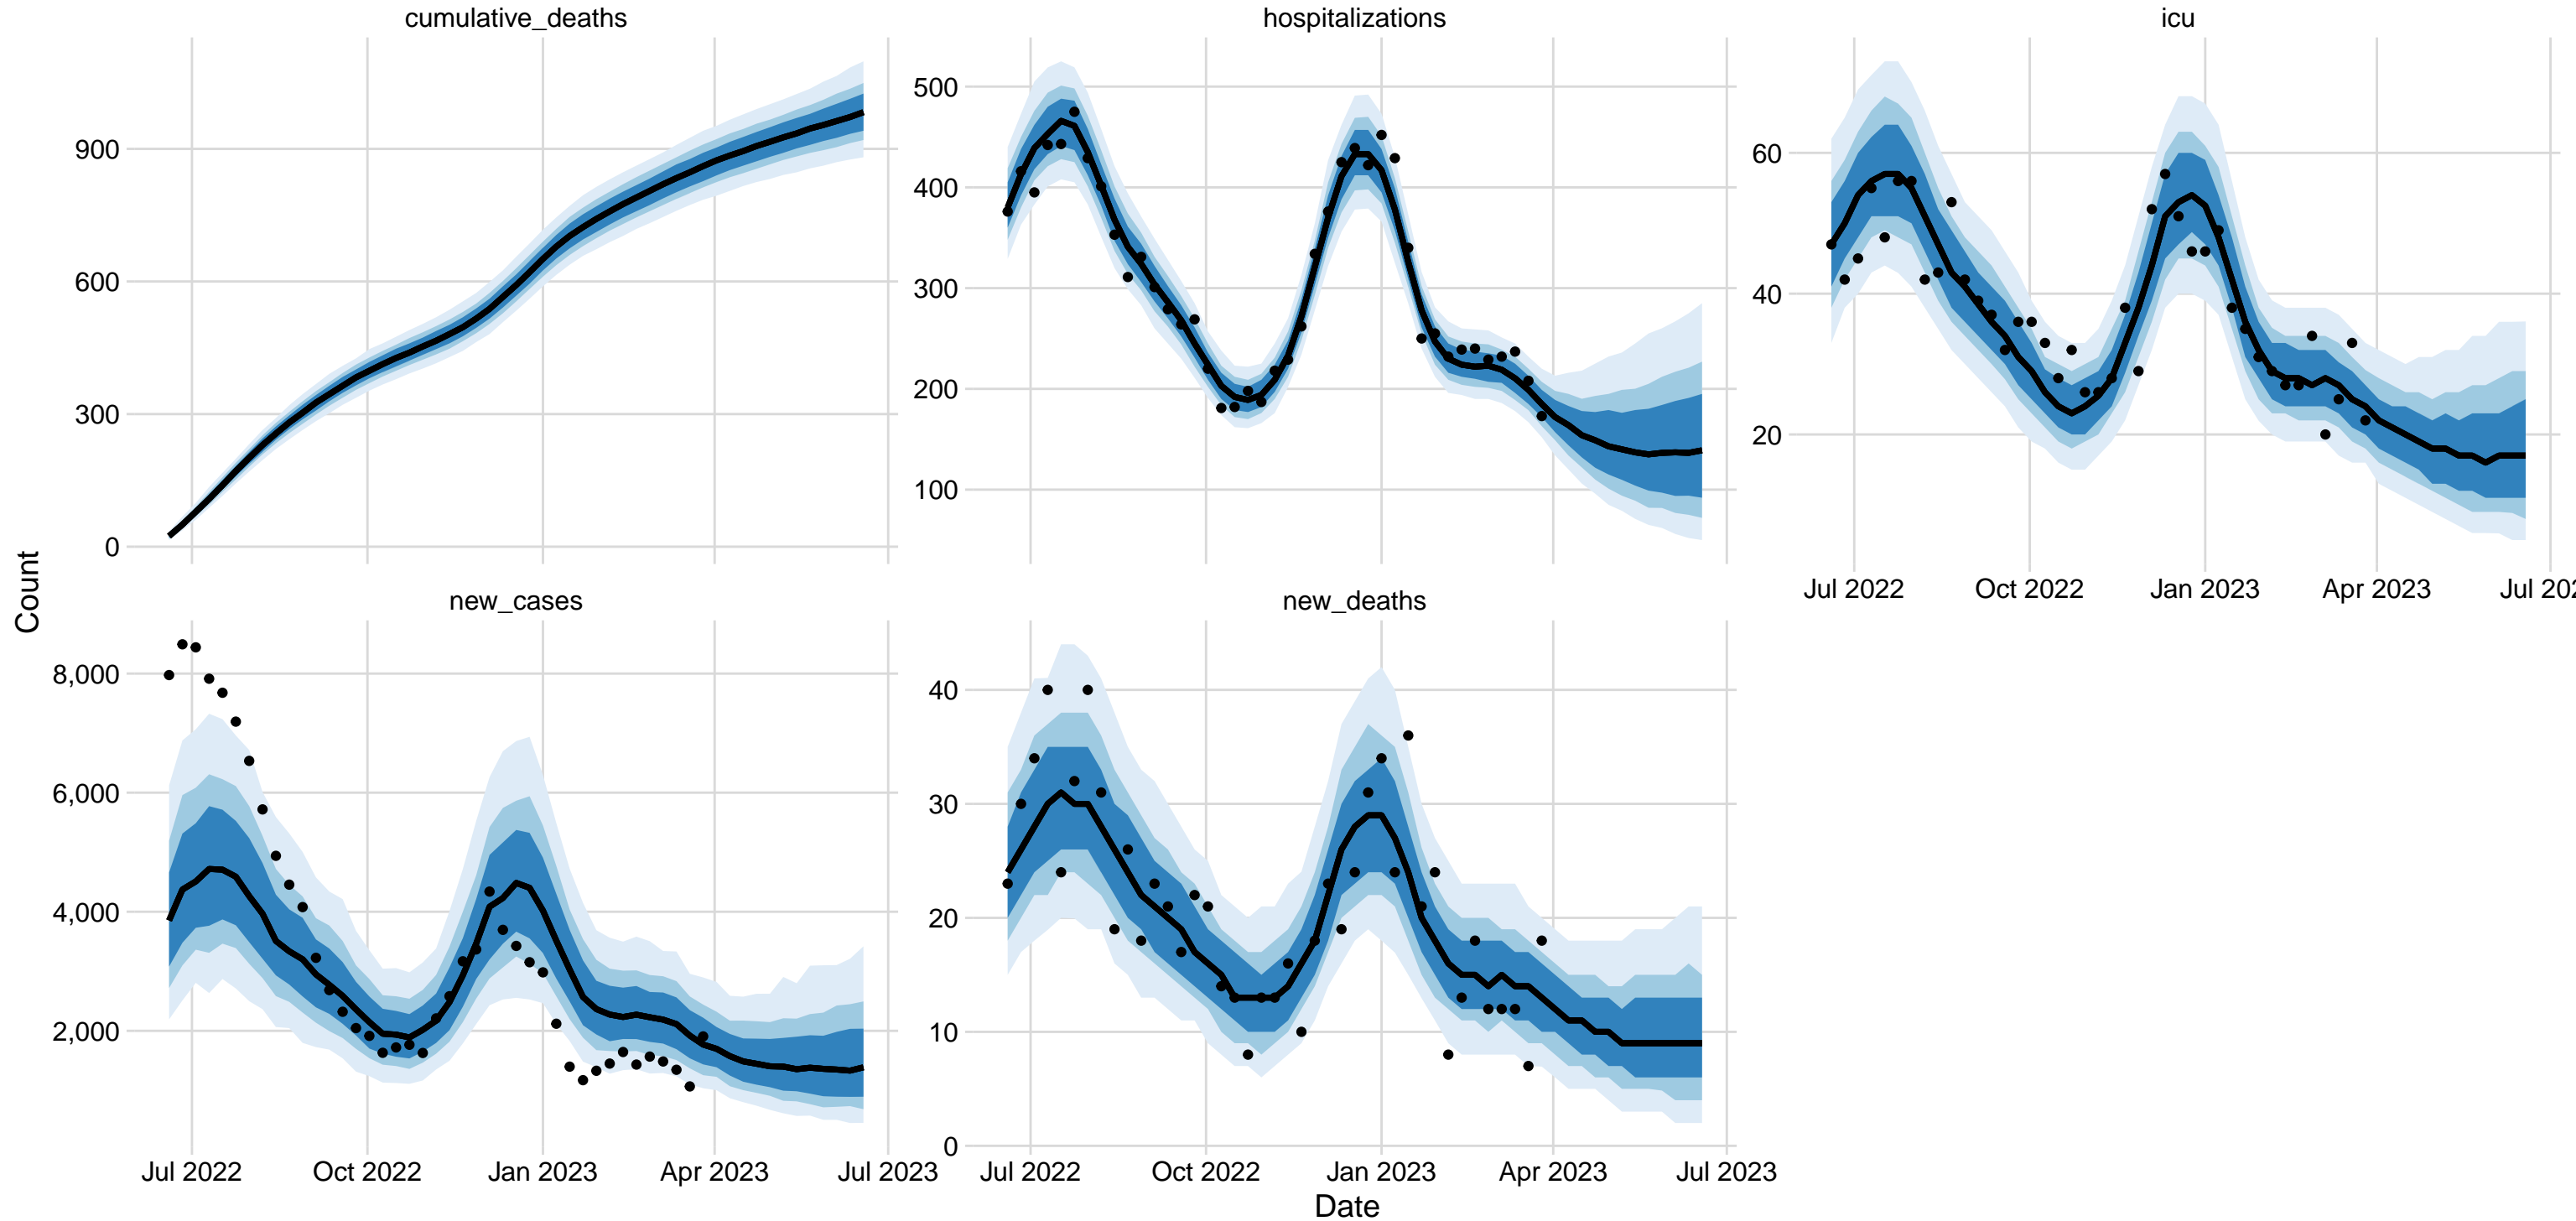 cumulative_deaths
hospitalizations
icu
900
600
300
0
500
400
300
200
100
60
40
20
Jul 2022 Oct 2022 Jan 2023 Apr 2023 Jul 202
Count
new_cases
new_deaths
8,000
6,000
4,000
2,000
40
30
20
10
0
Jul 2022 Oct 2022 Jan 2023 Apr 2023 Jul 2023
Jul 2022 Oct 2022 Jan 2023 Apr 2023 Jul 2023
Date